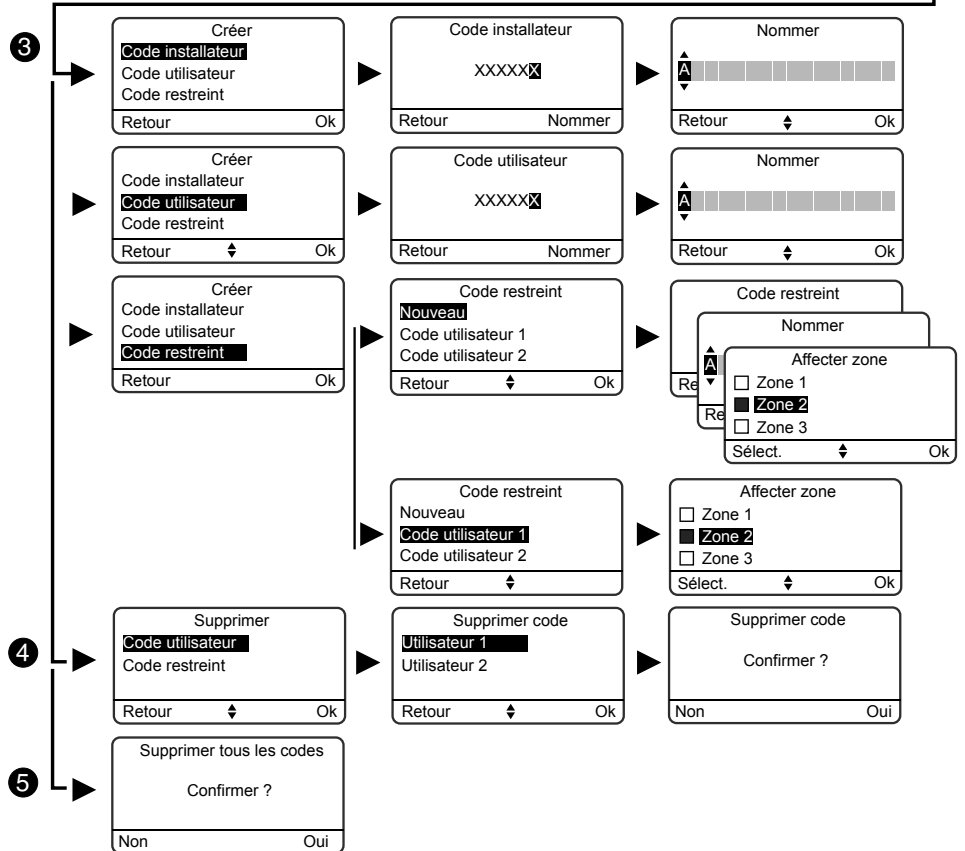 3
Créer
Code installateur
Code utilisateur
Code restreint
Retour Ok
Code installateur
XXXXXX
Retour Nommer
Nommer
A
Retour Ok
Créer
Code installateur
Code utilisateur
Code restreint
Retour Ok
Code utilisateur
XXXXXX
Retour Nommer
Nommer
A
Retour Ok
Créer
Code installateur
Code utilisateur
Code restreint
Retour Ok
Code restreint
Nouveau
Code utilisateur 1
Code utilisateur 2
Retour Ok
Code restreint
Re
Nommer
A
Re
Affecter zone
Zone 1
Zone 2
Zone 3
Sélect. Ok
Code restreint
Nouveau
Code utilisateur 1
Code utilisateur 2
Retour
Affecter zone
Zone 1
Zone 2
Zone 3
Sélect. Ok
4
Supprimer
Code utilisateur
Code restreint
Retour Ok
Supprimer code
Utilisateur 1
Utilisateur 2
Retour Ok
Supprimer code
Confirmer ?
Non Oui
5
Supprimer tous les codes
Confirmer ?
Non Oui